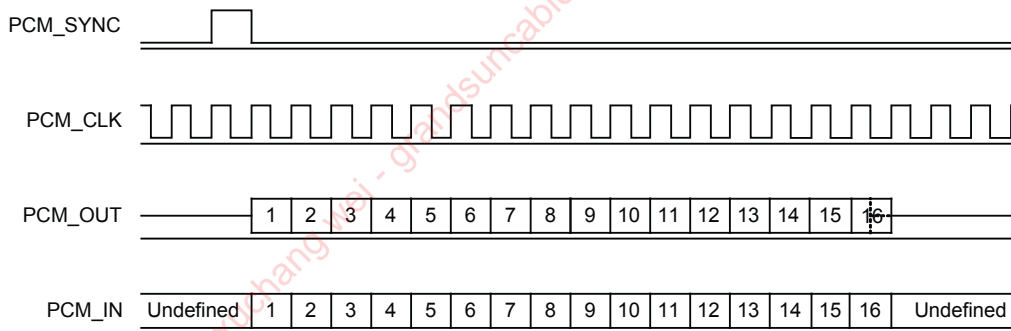 PCM_SYNC
PCM_CLK
PCM_OUT 1 2 3 4 5 6 7 8 9 10 11 12 13 14 15 16
PCM_IN Undefined 1 2 3 4 5 6 7 8 9 10 11 12 13 14 15 16 Undefined